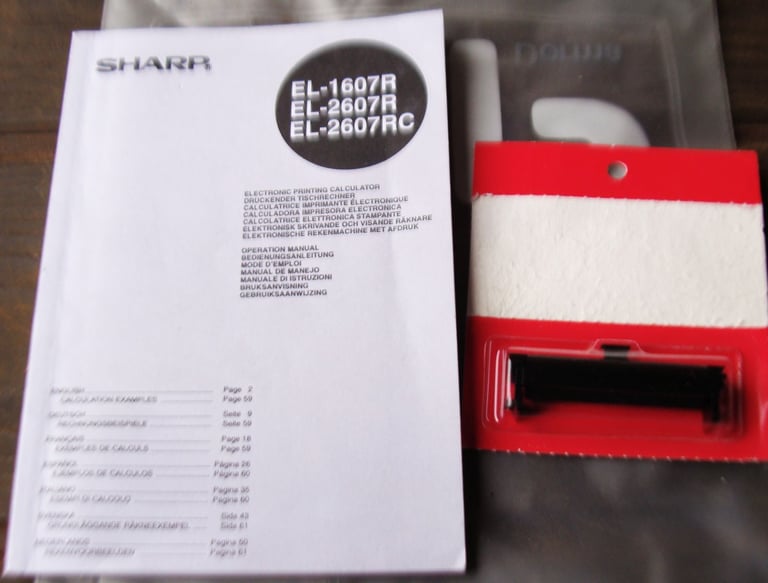 SHARP
EL-1607R
EL-2607R
EL-2607RC
ELECTRONIC PRINTING CALCULATOR
DRUCKENDER TISCHRECHNER
CALCULATRICE IMPRIMANTE ÉLECTRONIQUE
CALCULADORA IMPRESORA ELECTRÓNICA
CALCOLATRICE ELETTRONICA STAMPANTE
ELEKTRONISK SKRIVANDE OCH VISANDE RÄKNARE
ELEKTRONISCHE REKENMACHINE MET AFDRUK
OPERATION MANUAL
BEDIENUNGSANLEITUNG
MODE D'EMPLOI
MANUAL DE MANEJO
MANUALE DI ISTRUZIONI
BRUKSANVISNING
GEBRUIKSAANWIJZING
ENGLISH Page 2
CALCULATION EXAMPLES Page 59
DEUTSCH Seite 9
RECHNUNGSBEISPIELE Seite 59
FRANÇAIS Page 18
EXEMPLES DE CALCULS Page 59
ESPAÑOL Página 26
EJEMPLOS DE CALCULOS Página 60
ITALIANO Pagina 35
ESEMPI DI CALCOLO Pagina 60
SVENSKA Sida 43
GRUNDLÄGGANDE RÄKNEEXEMPEL Sida 61
NEDERLANDS Pagina 50
REKENVOORBEELDEN Pagina 61